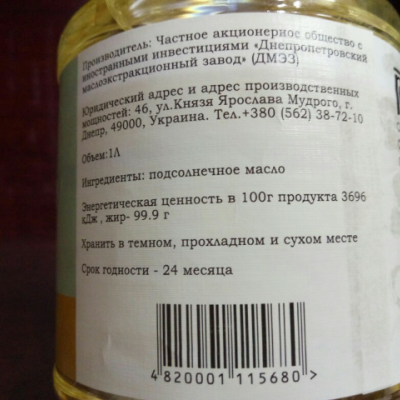 Производитель: Частное акционерное общество с
иностранными инвестициями «Днепропетровский
маслоэкстракционный завод» (ДМЭЗ)
Юридический адрес и адрес производственных
мощностей: 46, ул.Князя Ярослава Мудрого, г.
Днепр, 49000, Украина. Тел.+380 (562) 38-72-10
Объем:1Л
Ингредиенты: подсолнечное масло
Энергетическая ценность в 100г продукта 3696
кДж , жир- 99.9 г
Хранить в темном, прохладном и сухом месте
Срок годности - 24 месяца
4 820001 115680 >